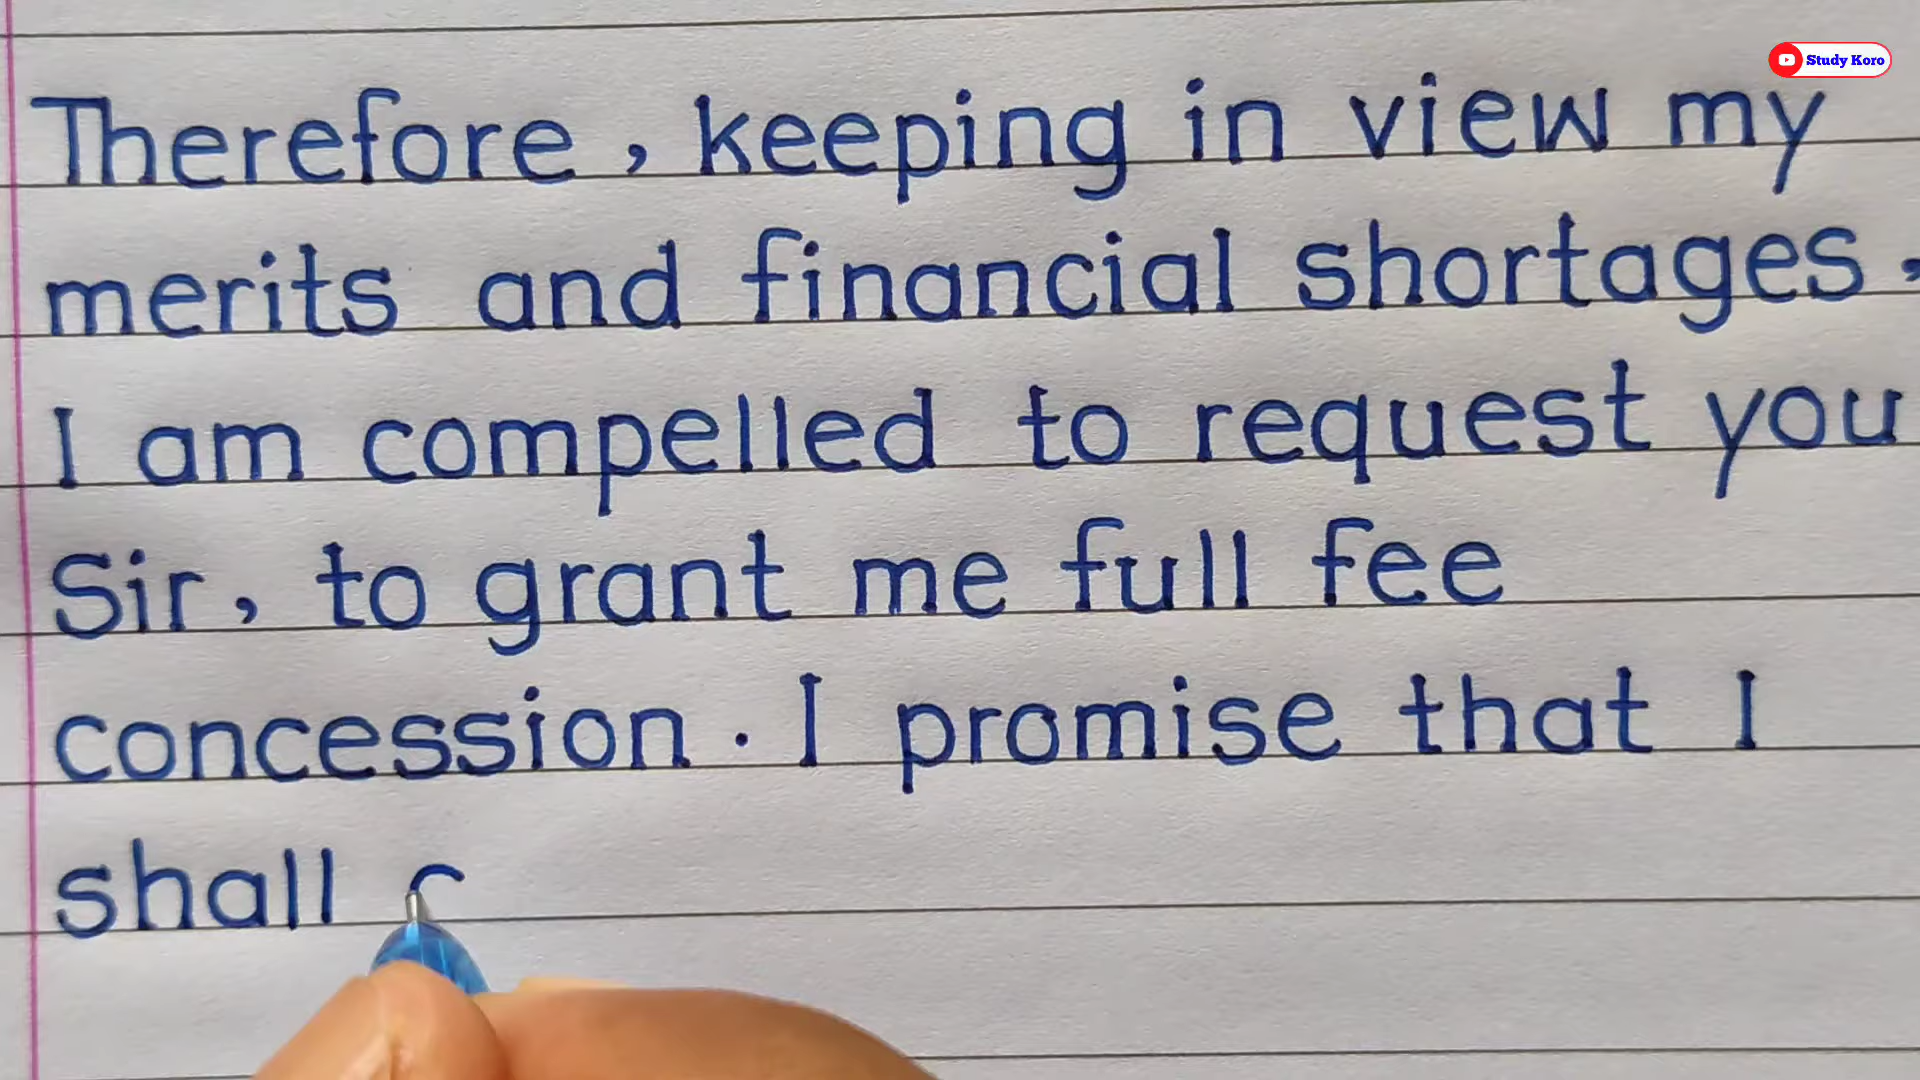 Study Koro
Therefore, keeping in view my
merits and financial shortages,
I am compelled to request you
Sir, to grant me full fee
concession. I promise that I
shall